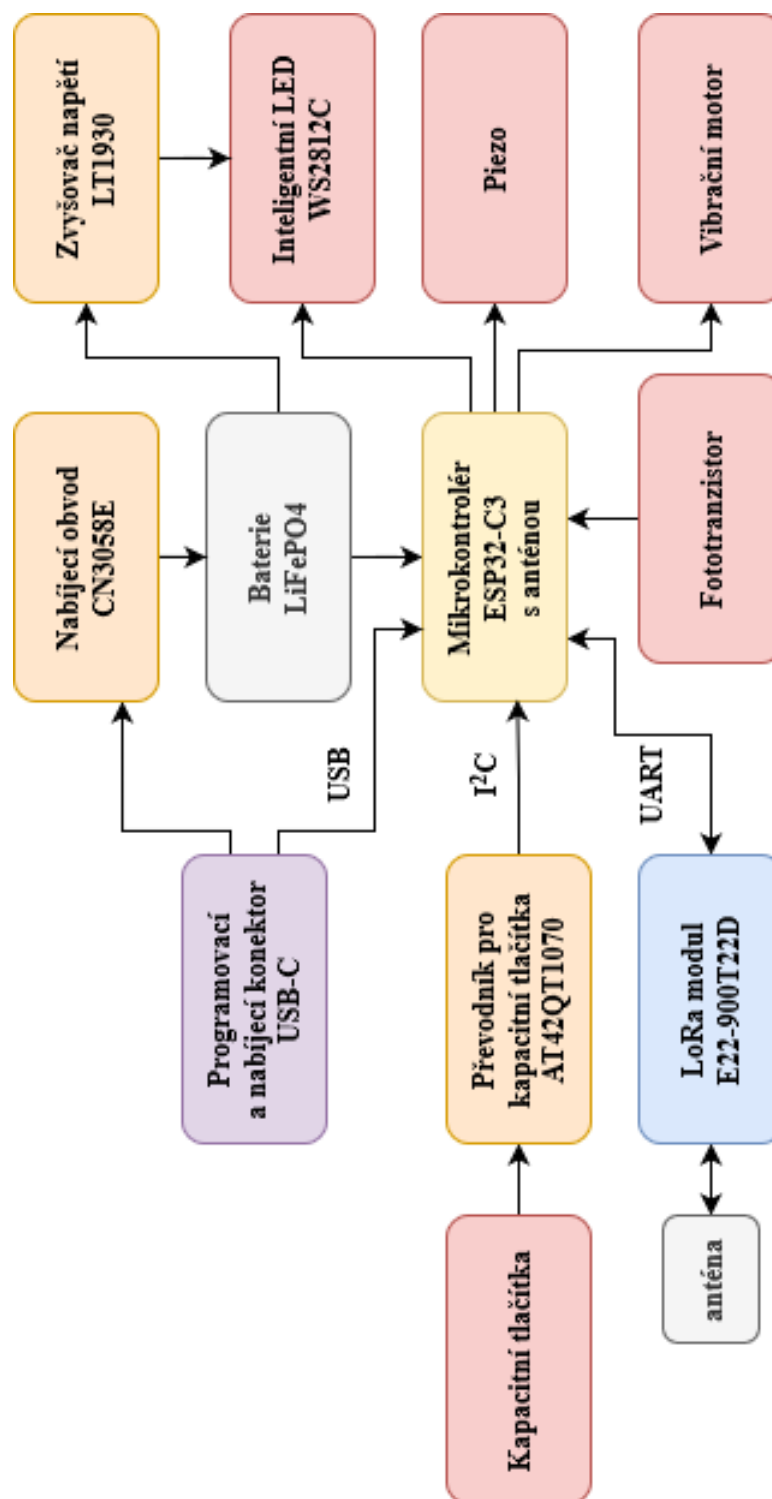 Programovací
a nabíjecí konektor
USB-C
Nabíjecí obvod
CN3058E
Zvyšovač napětí
LT1930
Baterie
LiFePO4
Inteligentní LED
WS2812C
USB
Kapacitní tlačítka
Převodník pro
kapacitní tlačítka
AT42QT1070
I²C
Mikrokontrolér
ESP32-C3
s anténou
Piezo
UART
anténa
LoRa modul
E22-900T22D
Fototranzistor
Vibrační motor